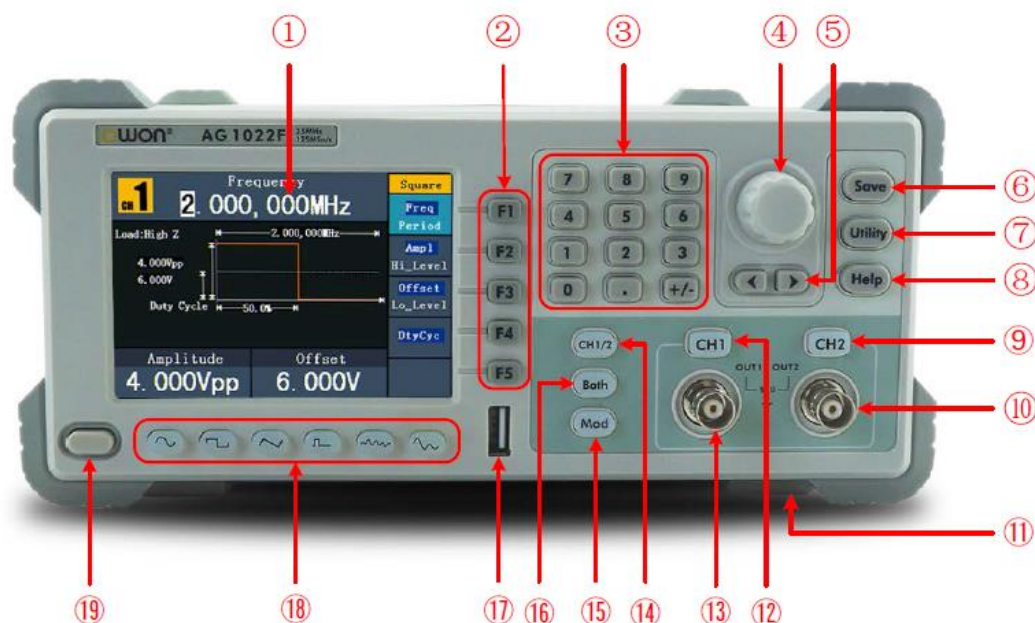 ① ② ③ ④ ⑤
OWON® AG 1022F 25MHz 125MSa/s
CH 1
Frequency
2. 000, 000MHz
Square
Freq
Period
Ampl
Hi_Level
Offset
Lo_Level
DtyCyc
Load:High Z
2.000,000MHz
4.000Vpp
6.000V
Duty Cycle
50.0%
Amplitude
4. 000Vpp
Offset
6. 000V
F1
F2
F3
F4
F5
7 8 9
4 5 6
1 2 3
0 . +/-
Save ⑥
Utility ⑦
Help ⑧
CH1/2
Both
Mod
CH1
CH2 ⑨
OUT1 OUT2
⑩
⑪
⑲ ⑱ ⑰ ⑯ ⑮ ⑭ ⑬ ⑫